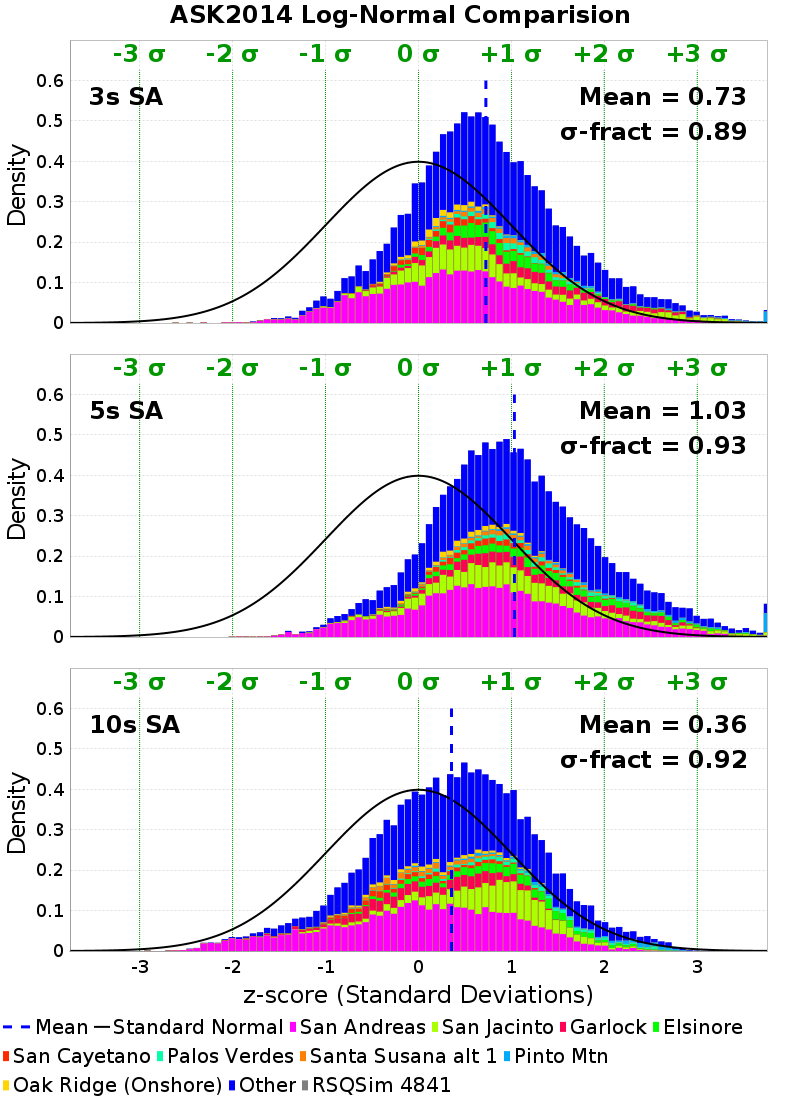 ASK2014 Log-Normal Comparision
-3 σ -2 σ -1 σ 0 σ +1 σ +2 σ +3 σ
3s SA
Mean = 0.73
σ-fract = 0.89
0.6
0.5
0.4
0.3
0.2
0.1
0
Density
-3 σ -2 σ -1 σ 0 σ +1 σ +2 σ +3 σ
5s SA
Mean = 1.03
σ-fract = 0.93
0.6
0.5
0.4
0.3
0.2
0.1
0
Density
-3 σ -2 σ -1 σ 0 σ +1 σ +2 σ +3 σ
10s SA
Mean = 0.36
σ-fract = 0.92
0.6
0.5
0.4
0.3
0.2
0.1
0
Density
-3 -2 -1 0 1 2 3
z-score (Standard Deviations)
Mean Standard Normal San Andreas San Jacinto Garlock Elsinore
San Cayetano Palos Verdes Santa Susana alt 1 Pinto Mtn
Oak Ridge (Onshore) Other RSQSim 4841